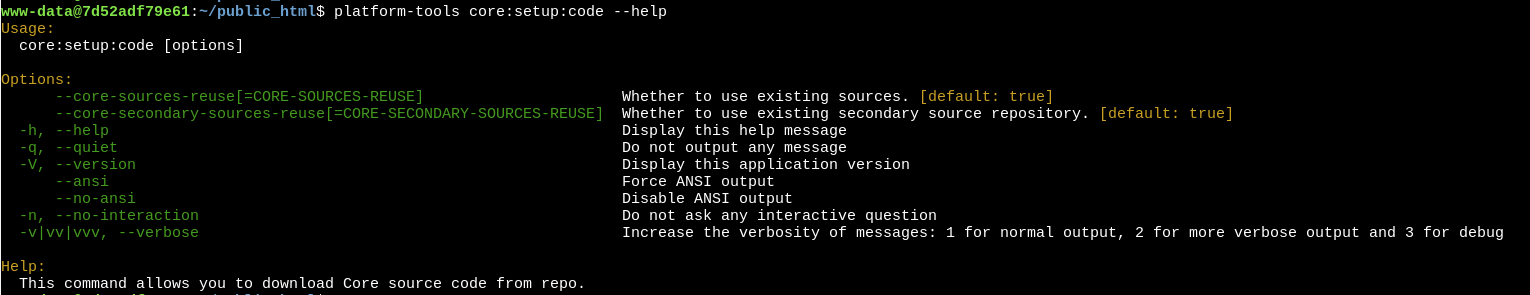 www-data@7d52adf79e61:~/public_html$ platform-tools core:setup:code --help
Usage:
  core:setup:code [options]

Options:
      --core-sources-reuse[=CORE-SOURCES-REUSE]                      Whether to use existing sources. [default: true]
      --core-secondary-sources-reuse[=CORE-SECONDARY-SOURCES-REUSE]  Whether to use existing secondary source repository. [default: true]
  -h, --help                                                         Display this help message
  -q, --quiet                                                        Do not output any message
  -V, --version                                                      Display this application version
      --ansi                                                         Force ANSI output
      --no-ansi                                                      Disable ANSI output
  -n, --no-interaction                                               Do not ask any interactive question
  -v|vv|vvv, --verbose                                               Increase the verbosity of messages: 1 for normal output, 2 for more verbose output and 3 for debug

Help:
  This command allows you to download Core source code from repo.